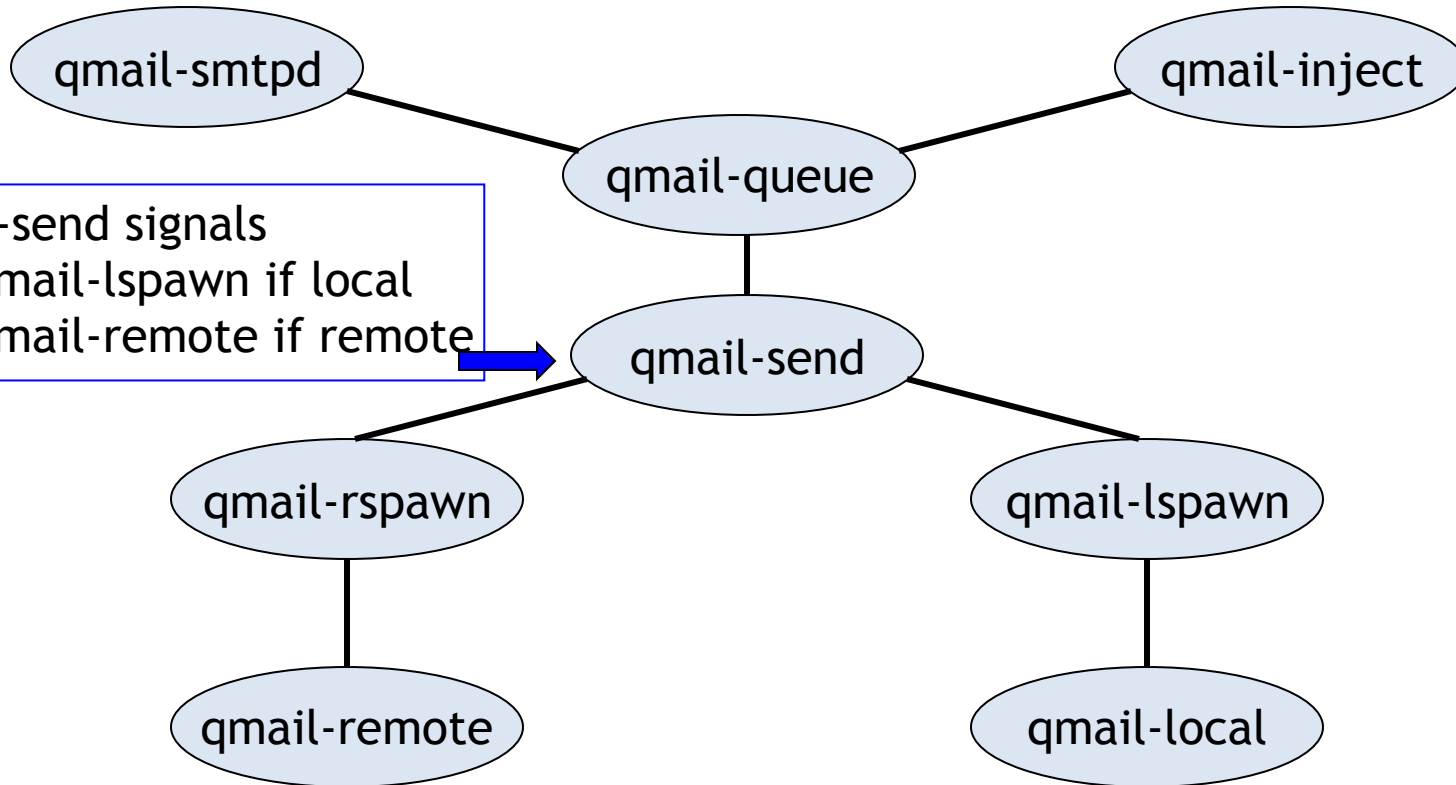 qmail-smtpd
qmail-inject
qmail-queue
-send signals
mail-lspawn if local
mail-remote if remote
qmail-send
qmail-rspawn
qmail-lspawn
qmail-remote
qmail-local